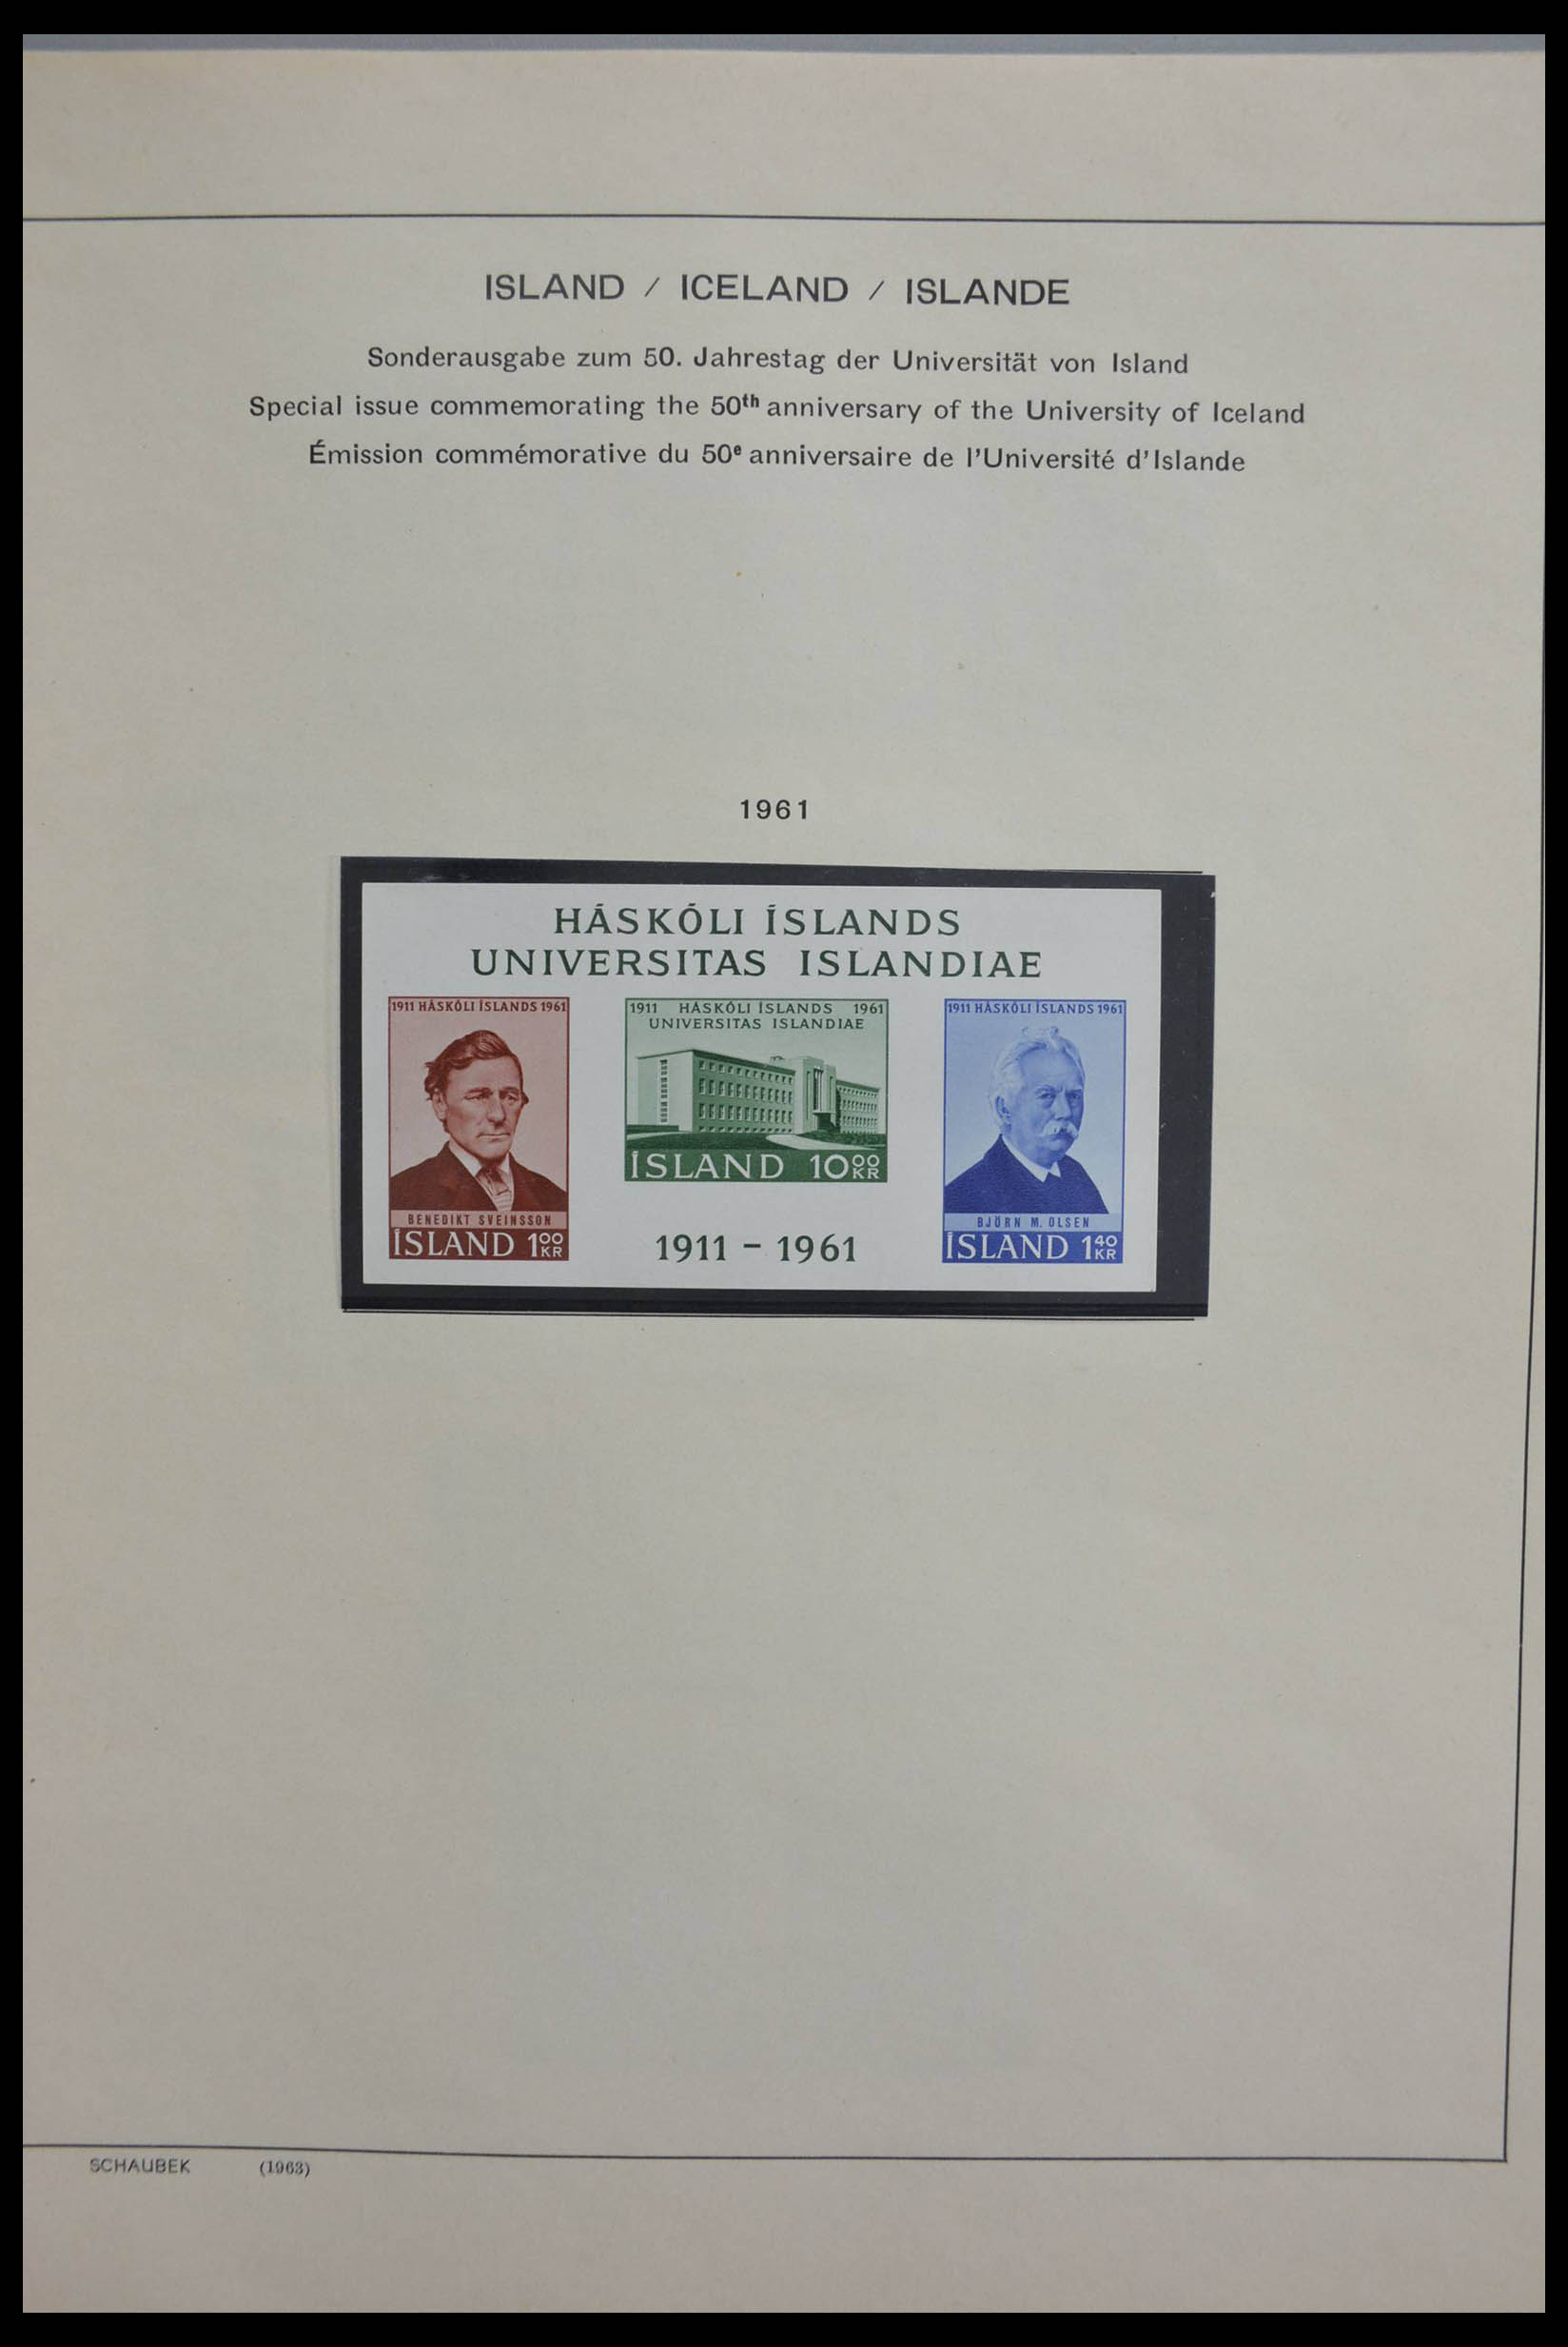 ISLAND / ICELAND / ISLANDE
Sonderausgabe zum 50. Jahrestag der Universität von Island
Special issue commemorating the 50th anniversary of the University of Iceland
Émission commémorative du 50e anniversaire de l'Université d'Islande
1961
HÁSKÓLI ÍSLANDS
UNIVERSITAS ISLANDIAE
1911 HÁSKÓLI ÍSLANDS 1961
BENEDIKT SVEINSSON
ÍSLAND 1 00 KR
1911 HÁSKÓLI ÍSLANDS 1961
UNIVERSITAS ISLANDIAE
ÍSLAND 10 00 KR
1911 HÁSKÓLI ÍSLANDS 1961
BJÖRN M. OLSEN
ÍSLAND 1 40 KR
1911 - 1961
SCHAUBEK (1963)